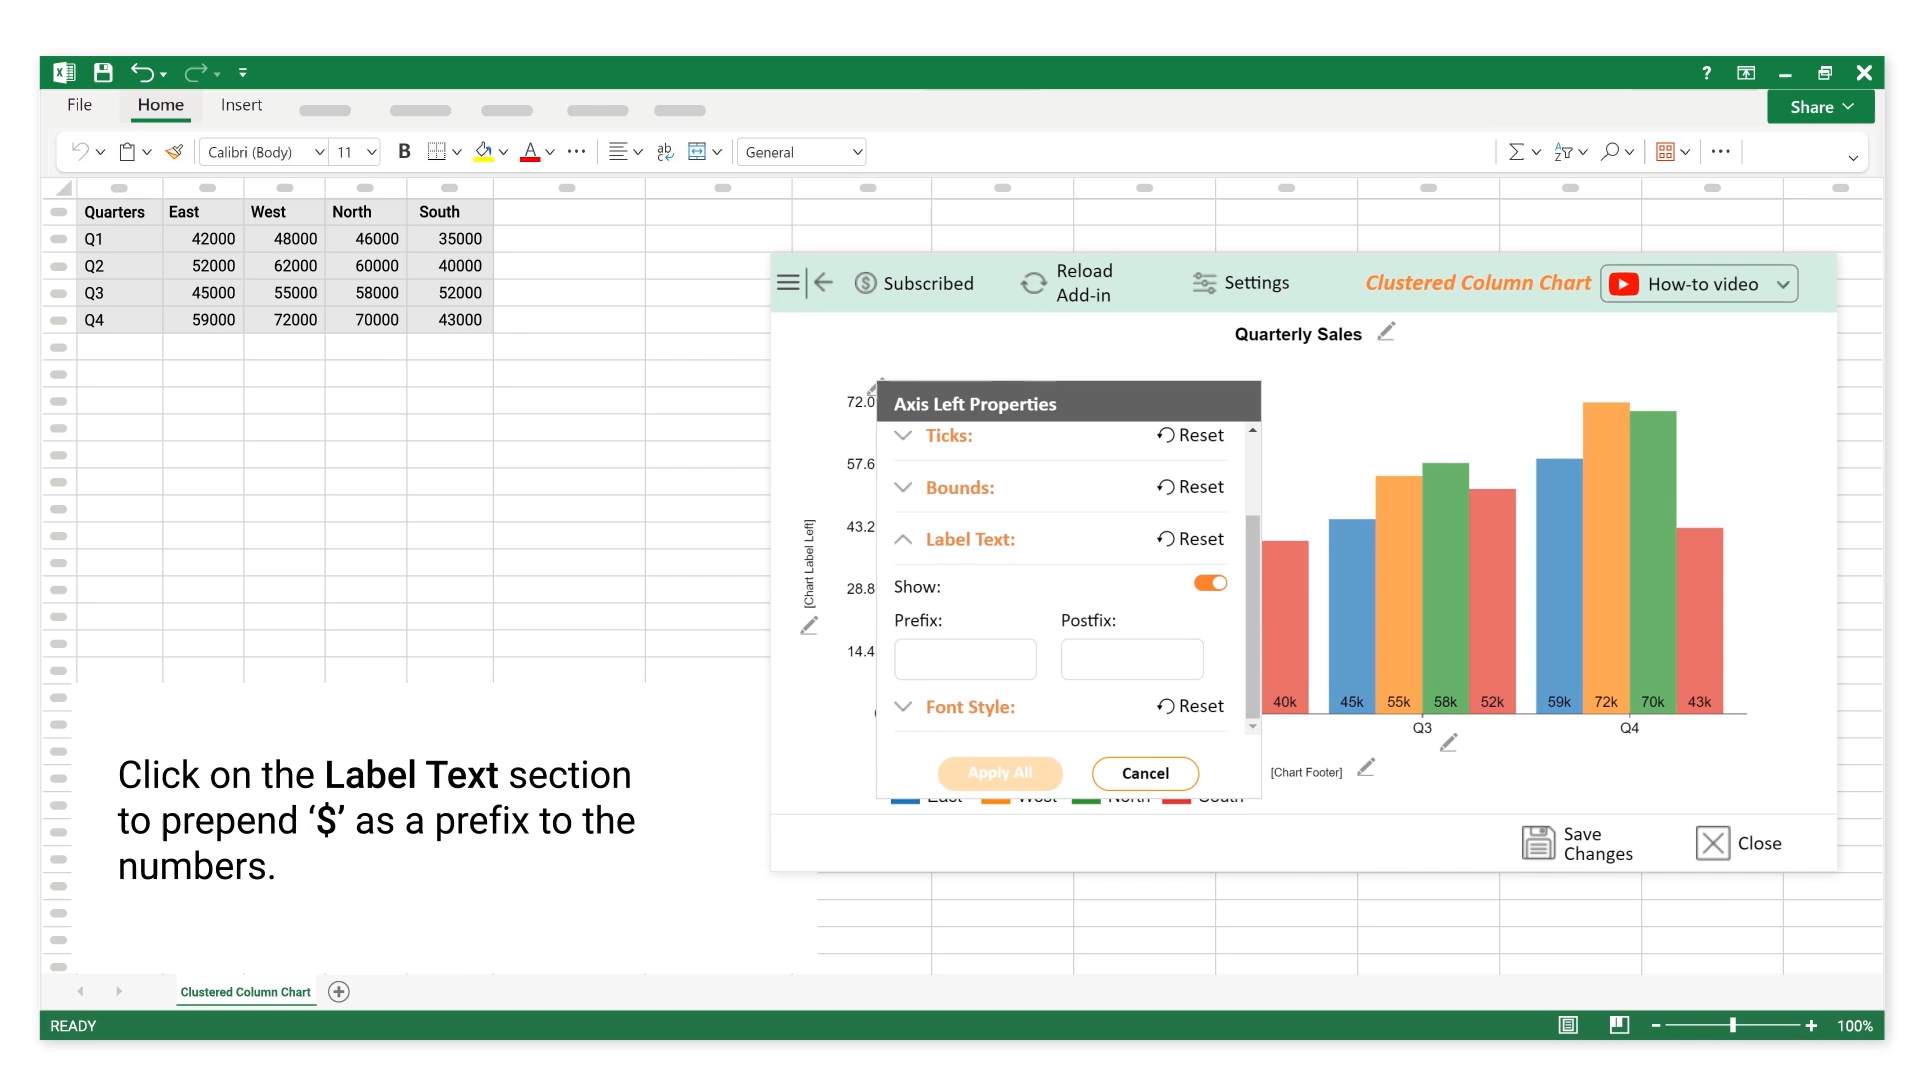 File Home Insert
Share
Calibri (Body) 11 B A ab c General
Quarters East West North South
Q1 42000 48000 46000 35000
Q2 52000 62000 60000 40000
Q3 45000 55000 58000 52000
Q4 59000 72000 70000 43000
Subscribed
Reload
Add-in
Settings
Clustered Column Chart
How-to video
Quarterly Sales
72.0
57.6
43.2
28.8
14.4
[Chart Label Left]
Axis Left Properties
Ticks: Reset
Bounds: Reset
Label Text: Reset
Show:
Prefix: Postfix:
Font Style: Reset
Apply All Cancel
40k 45k 55k 58k 52k 59k 72k 70k 43k
Q3 Q4
[Chart Footer]
East West North South
Save
Changes
Close
Click on the Label Text section
to prepend ‘$’ as a prefix to the
numbers.
Clustered Column Chart
READY
100%